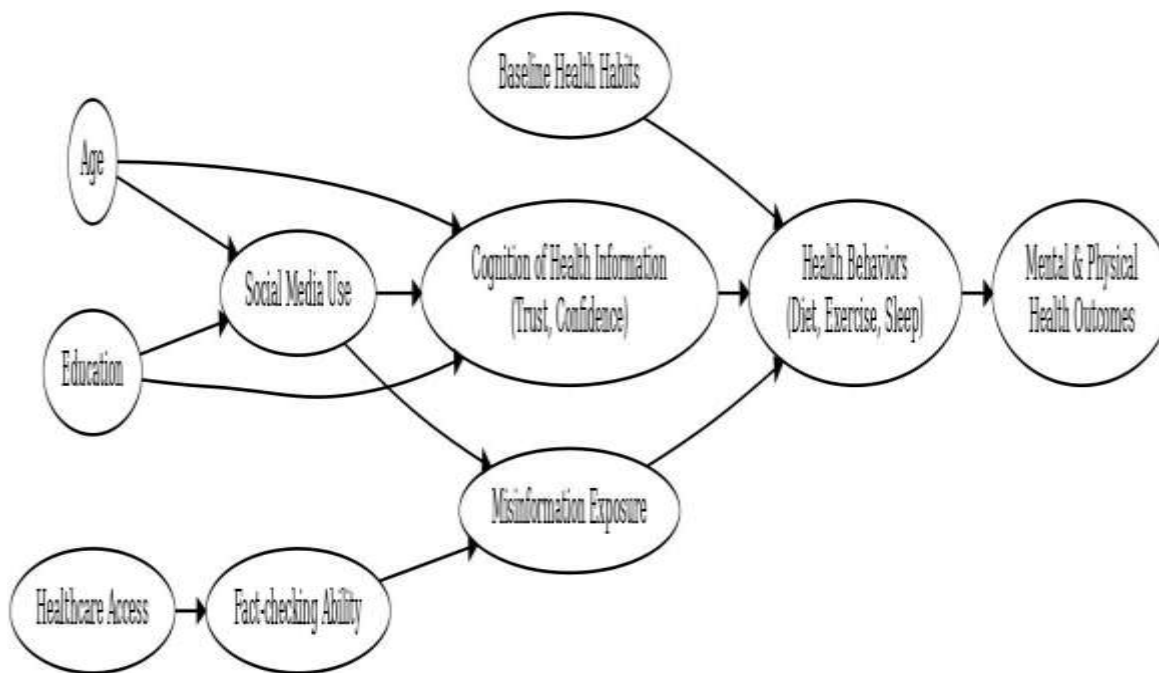 Baseline Health Habits
Age
Cognition of Health Information
(Trust, Confidence)
Health Behaviors
(Diet, Exercise, Sleep)
Mental & Physical
Health Outcomes
Social Media Use
Education
Misinformation Exposure
Healthcare Access
Fact-checking Ability